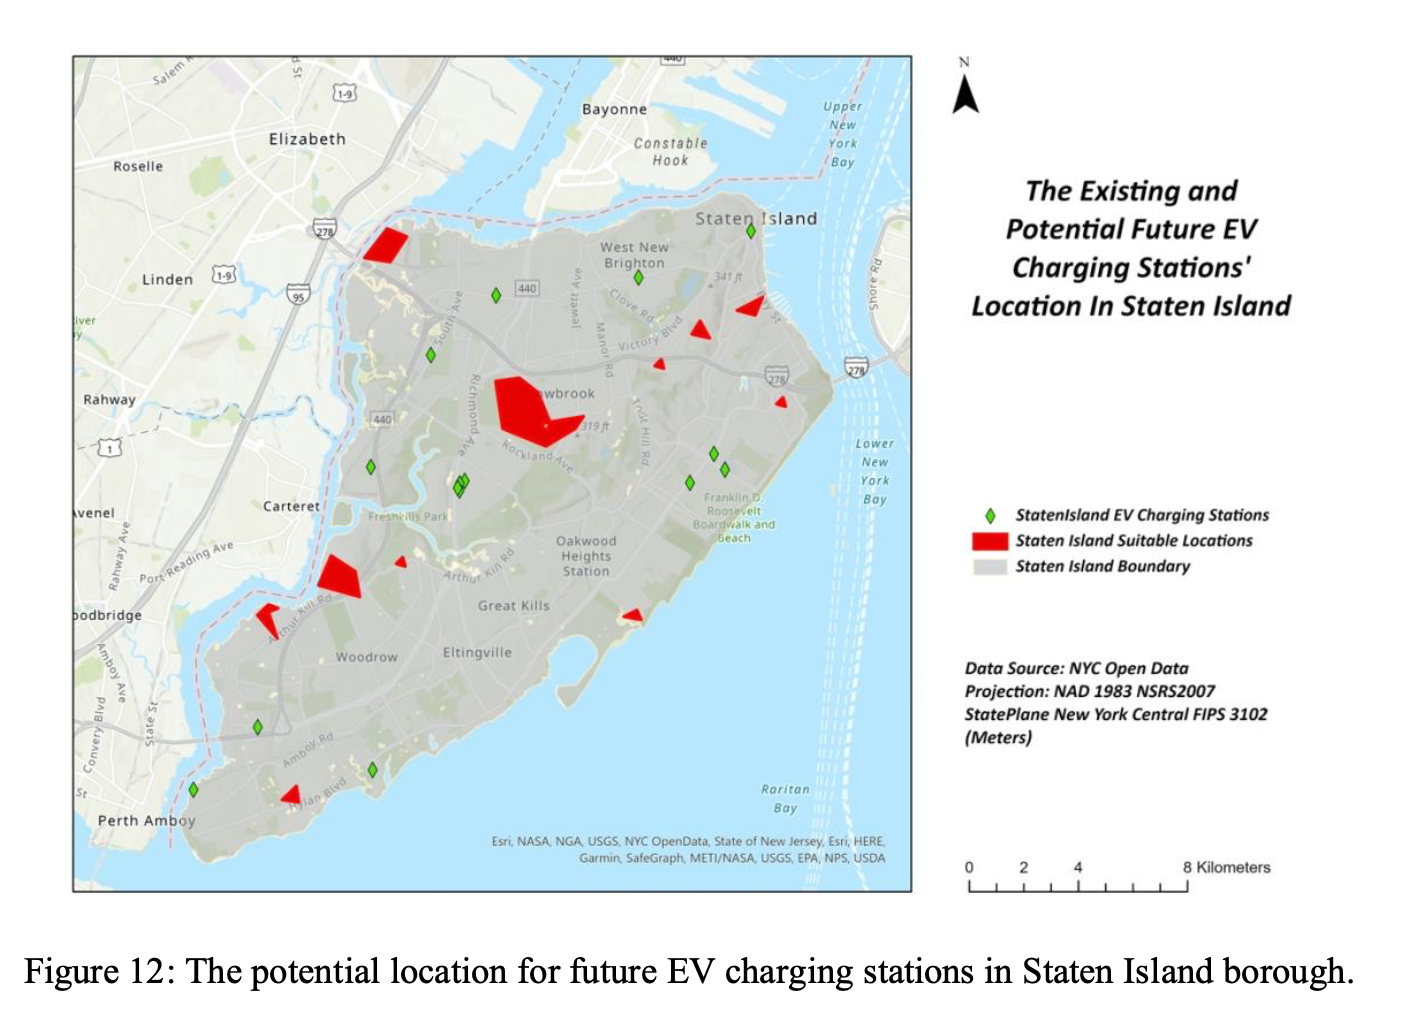 440
Salem
d St
1-9
Bayonne
Upper
New
York
Bay
Elizabeth
Constable
Hook
Roselle
N
The Existing and
Potential Future EV
Charging Stations'
Location In Staten Island
Staten Island
278
West New
Brighton
Linden
1-9
95
440
341 ft
Shore Rd
iver
ay
South Ave
Jewett Ave
Clove Rd
Bay St
Manor Rd
Victory Blvd
278
278
Rahway
Richmond Ave
wbrook
440
319 ft
Todt Hill Rd
1
Rockland Ave
Lower
New
York
Bay
Carteret
Avenel
Freshkills Park
Franklin D.
Roosevelt
Boardwalk and
Beach
StatenIsland EV Charging Stations
Staten Island Suitable Locations
Staten Island Boundary
Rahway Ave
Port Reading Ave
Oakwood
Heights
Station
Arthur Kill Rd
Arthur Kill Rd
Great Kills
oodbridge
Woodrow
Eltingville
Amboy Ave
Data Source: NYC Open Data
Projection: NAD 1983 NSRS2007
StatePlane New York Central FIPS 3102
(Meters)
Convery Blvd
State St
Amboy Rd
St
Hylan Blvd
Raritan
Bay
Perth Amboy
Esri, NASA, NGA, USGS, NYC OpenData, State of New Jersey, Esri, HERE,
Garmin, SafeGraph, METI/NASA, USGS, EPA, NPS, USDA
0 2 4 8 Kilometers
Figure 12: The potential location for future EV charging stations in Staten Island borough.